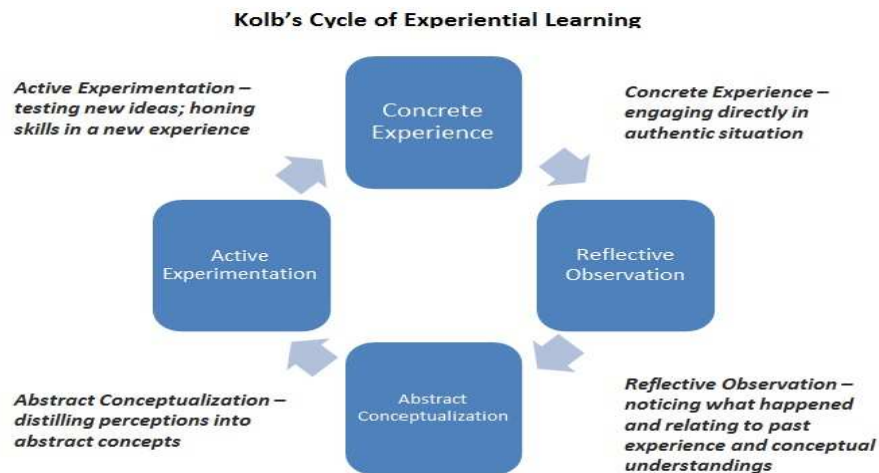 Kolb's Cycle of Experiential Learning
Active Experimentation –
testing new ideas; honing
skills in a new experience
Concrete
Experience
Concrete Experience –
engaging directly in
authentic situation
Active
Experimentation
Reflective
Observation
Abstract Conceptualization –
distilling perceptions into
abstract concepts
Abstract
Conceptualization
Reflective Observation –
noticing what happened
and relating to past
experience and conceptual
understandings